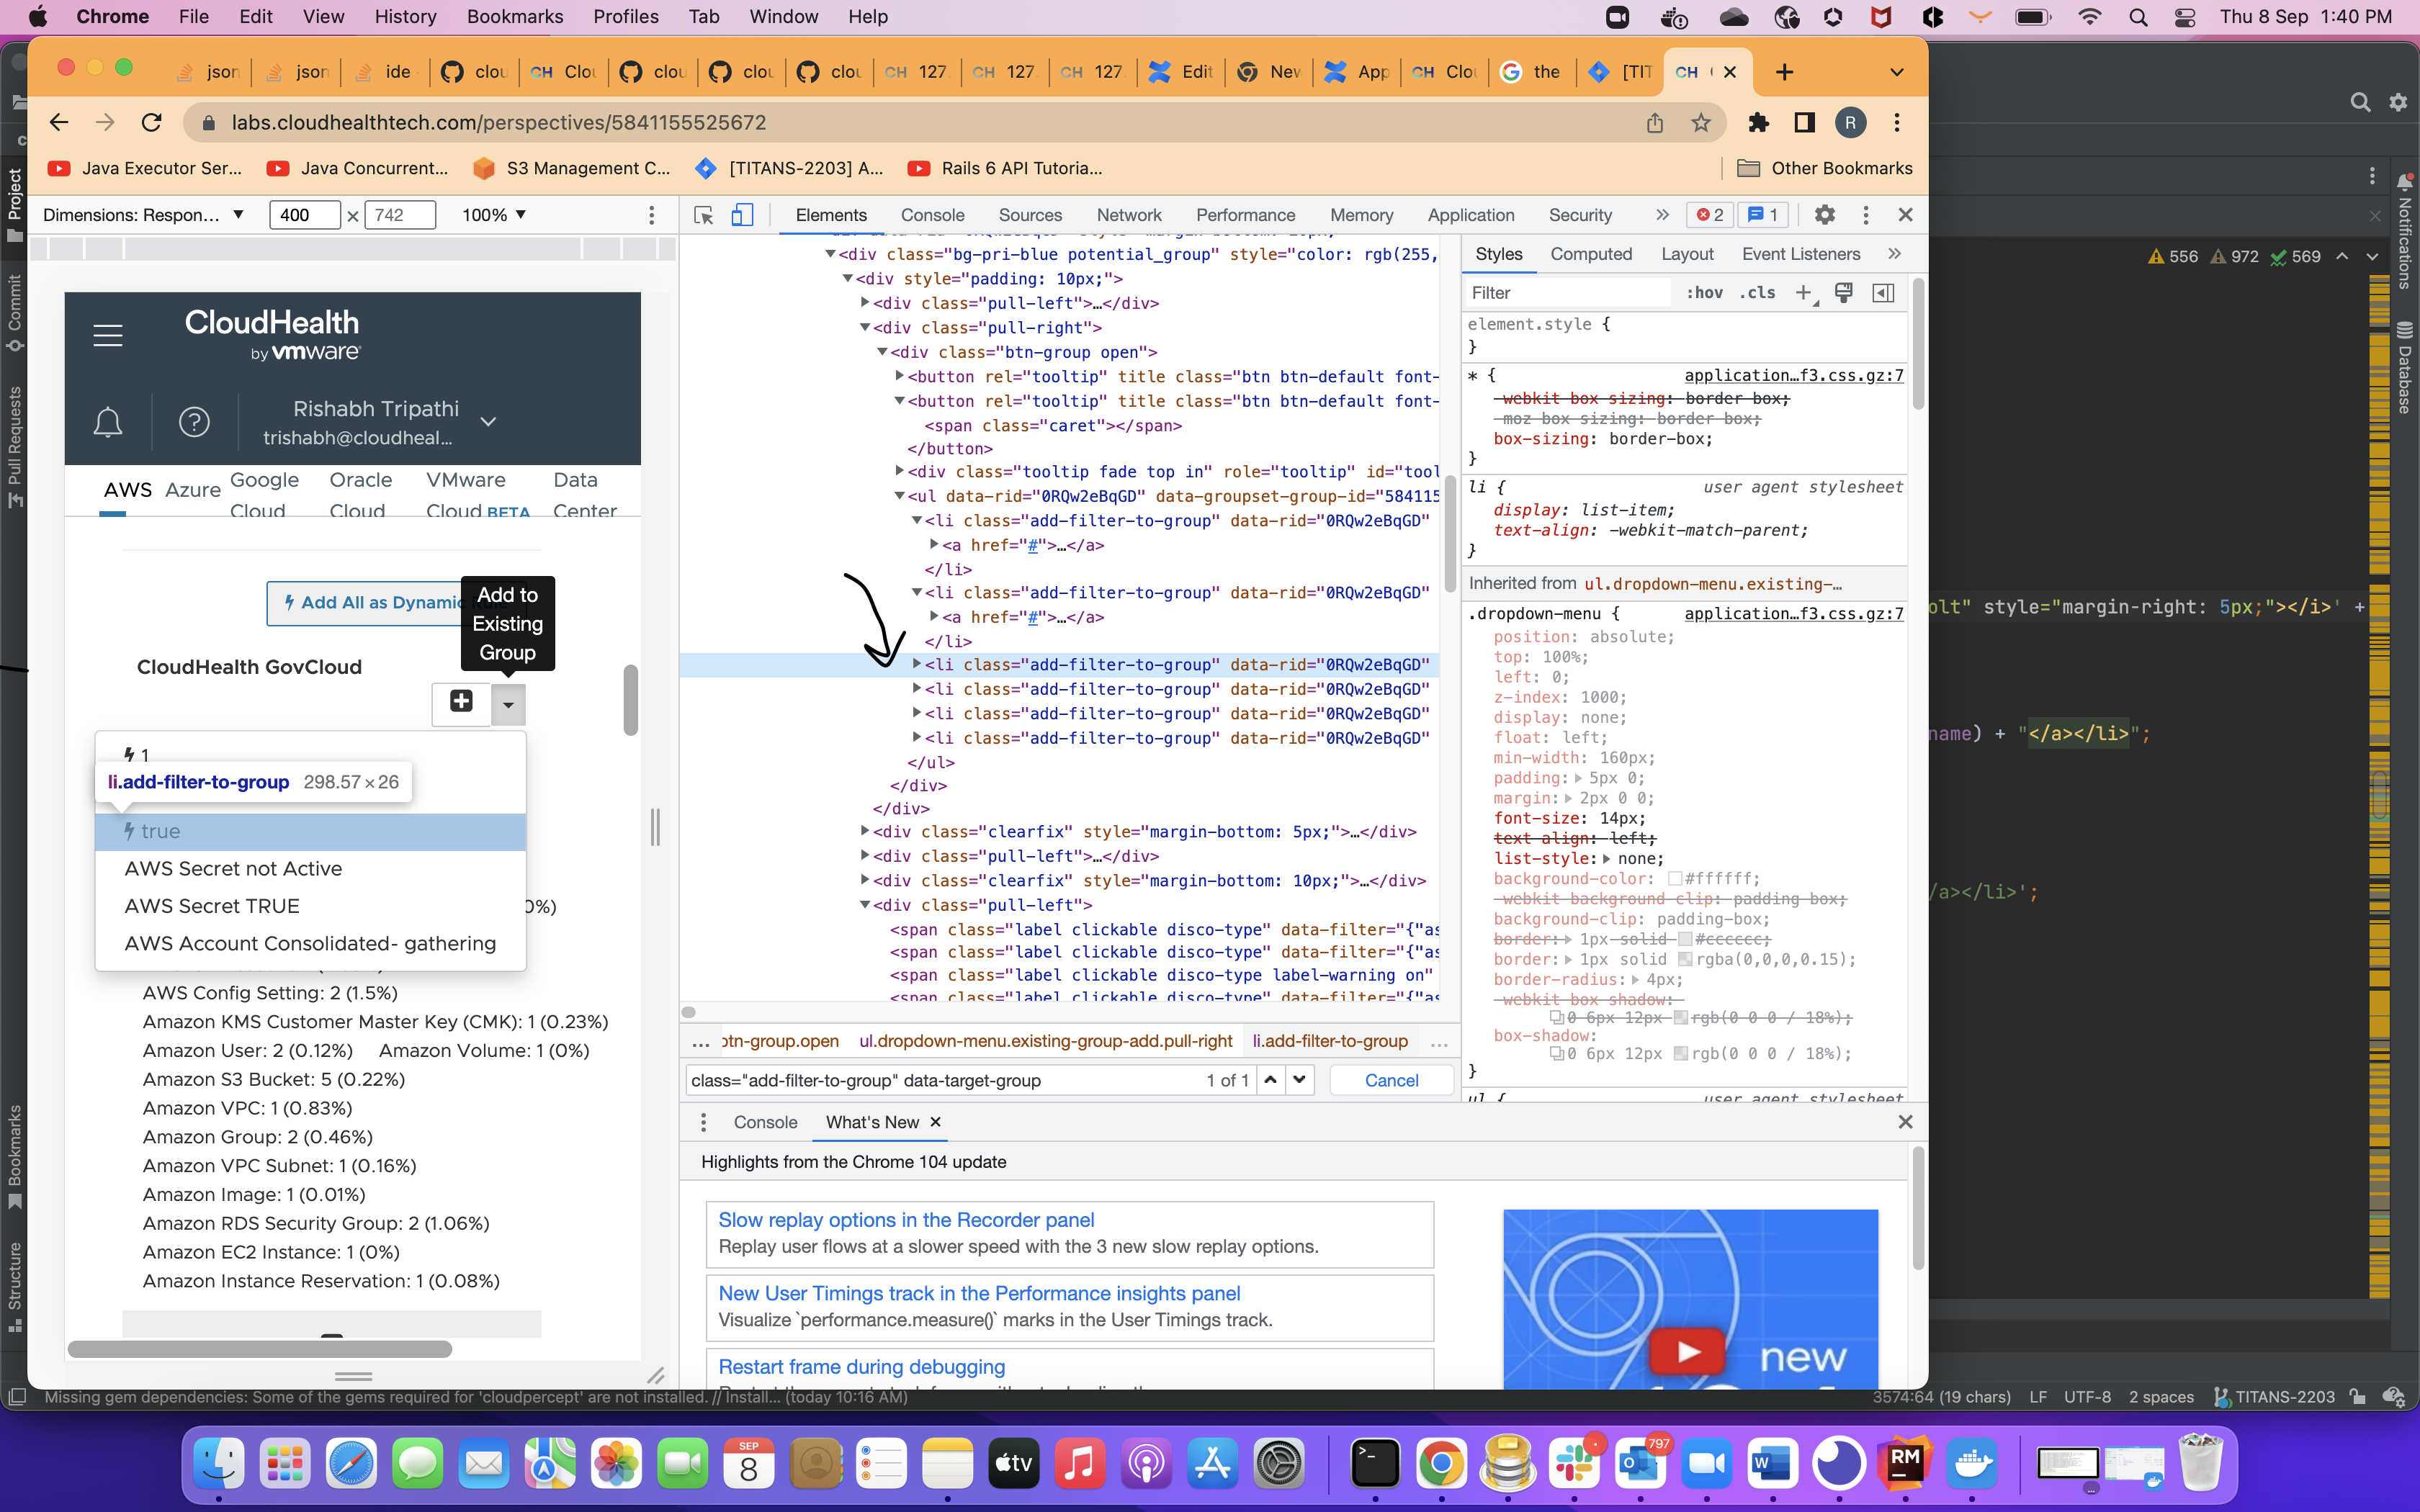 Chrome File Edit View History Bookmarks Profiles Tab Window Help Thu 8 Sep 1:40 PM
json json ide clou CH Clou clou clou clou CH 127. CH 127. CH 127. Edit New App CH Clou the [TIT CH
labs.cloudhealthtech.com/perspectives/5841155525672 R
Java Executor Ser... Java Concurrent... S3 Management C... [TITANS-2203] A... Rails 6 API Tutoria... Other Bookmarks
Dimensions: Respon... 400 × 742 100%
Elements Console Sources Network Performance Memory Application Security 2 1
CloudHealth
by vmware
Rishabh Tripathi
trishabh@cloudheal...
AWS Azure Google Cloud Oracle Cloud VMware Cloud BETA Data Center
Add All as Dynamic
Add to
Existing
Group
CloudHealth GovCloud
1
li.add-filter-to-group 298.57 × 26
true
AWS Secret not Active
AWS Secret TRUE
0%)
AWS Account Consolidated- gathering
AWS Config Setting: 2 (1.5%)
Amazon KMS Customer Master Key (CMK): 1 (0.23%)
Amazon User: 2 (0.12%) Amazon Volume: 1 (0%)
Amazon S3 Bucket: 5 (0.22%)
Amazon VPC: 1 (0.83%)
Amazon Group: 2 (0.46%)
Amazon VPC Subnet: 1 (0.16%)
Amazon Image: 1 (0.01%)
Amazon RDS Security Group: 2 (1.06%)
Amazon EC2 Instance: 1 (0%)
Amazon Instance Reservation: 1 (0.08%)
<div class="bg-pri-blue potential_group" style="color: rgb(255,
<div style="padding: 10px;">
<div class="pull-left">…</div>
<div class="pull-right">
<div class="btn-group open">
<button rel="tooltip" title class="btn btn-default font-
<button rel="tooltip" title class="btn btn-default font-
<span class="caret"></span>
</button>
<div class="tooltip fade top in" role="tooltip" id="tool
<ul data-rid="0RQw2eBqGD" data-groupset-group-id="584115
<li class="add-filter-to-group" data-rid="0RQw2eBqGD"
<a href="#">…</a>
</li>
<li class="add-filter-to-group" data-rid="0RQw2eBqGD"
<a href="#">…</a>
</li>
<li class="add-filter-to-group" data-rid="0RQw2eBqGD"
<li class="add-filter-to-group" data-rid="0RQw2eBqGD"
<li class="add-filter-to-group" data-rid="0RQw2eBqGD"
<li class="add-filter-to-group" data-rid="0RQw2eBqGD"
</ul>
</div>
</div>
<div class="clearfix" style="margin-bottom: 5px;">…</div>
<div class="pull-left">…</div>
<div class="clearfix" style="margin-bottom: 10px;">…</div>
<div class="pull-left">
<span class="label clickable disco-type" data-filter="{"as
<span class="label clickable disco-type" data-filter="{"as
<span class="label clickable disco-type label-warning on"
<span class="label clickable disco-type" data-filter="{"as
... btn-group.open ul.dropdown-menu.existing-group-add.pull-right li.add-filter-to-group ...
class="add-filter-to-group" data-target-group 1 of 1 Cancel
Console What's New
Highlights from the Chrome 104 update
Slow replay options in the Recorder panel
Replay user flows at a slower speed with the 3 new slow replay options.
New User Timings track in the Performance insights panel
Visualize `performance.measure()` marks in the User Timings track.
Restart frame during debugging
new
Styles Computed Layout Event Listeners
Filter :hov .cls
element.style {
}
* { application…f3.css.gz:7
-webkit-box-sizing: border-box;
-moz-box-sizing: border-box;
box-sizing: border-box;
}
li { user agent stylesheet
display: list-item;
text-align: -webkit-match-parent;
}
Inherited from ul.dropdown-menu.existing-…
.dropdown-menu { application…f3.css.gz:7
position: absolute;
top: 100%;
left: 0;
z-index: 1000;
display: none;
float: left;
min-width: 160px;
padding: 5px 0;
margin: 2px 0 0;
font-size: 14px;
text-align: left;
list-style: none;
background-color: #ffffff;
-webkit-background-clip: padding-box;
background-clip: padding-box;
border: 1px solid #cccccc;
border: 1px solid rgba(0,0,0,0.15);
border-radius: 4px;
-webkit-box-shadow:
0 6px 12px rgb(0 0 0 / 18%);
box-shadow:
0 6px 12px rgb(0 0 0 / 18%);
}
ul { user agent stylesheet
Project
Commit
Pull Requests
Bookmarks
Structure
556 972 569
olt" style="margin-right: 5px;"></i>' +
name) + "</a></li>";
/a></li>';
Notifications
Database
Missing gem dependencies: Some of the gems required for 'cloudpercept' are not installed. // Install... (today 10:16 AM) 3574:64 (19 chars) LF UTF-8 2 spaces TITANS-2203
SEP
8
tv
797
W
RM